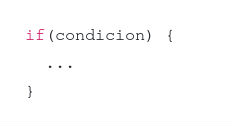 if(condicion) {
  ...
}